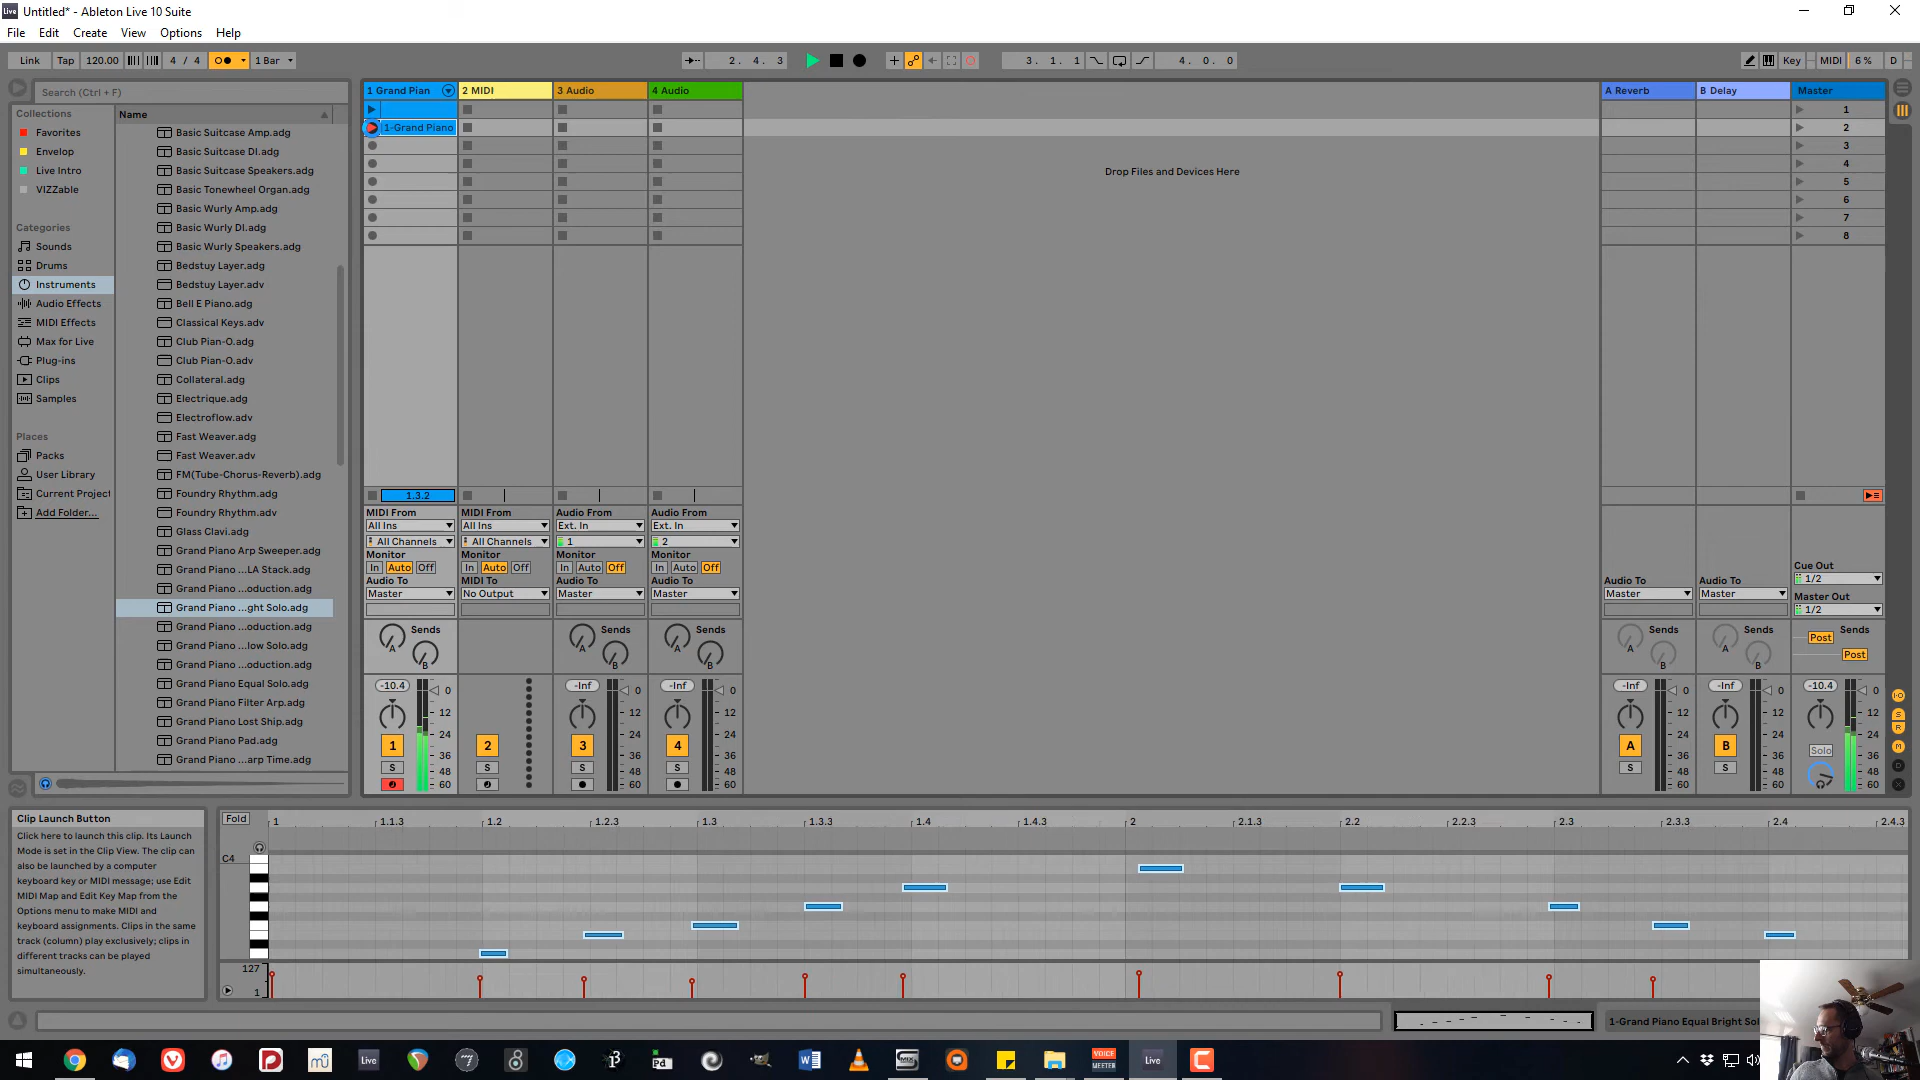 Untitled* - Ableton Live 10 Suite
File Edit Create View Options Help
Link Tap 120.00 4 / 4 1 Bar 2. 4. 3 3. 1. 1 4. 0. 0 Key MIDI 6 % D
Search (Ctrl + F)
Collections
Favorites
Envelop
Live Intro
VIZZable
Categories
Sounds
Drums
Instruments
Audio Effects
MIDI Effects
Max for Live
Plug-ins
Clips
Samples
Places
Packs
User Library
Current Project
Add Folder...
Name
Basic Suitcase Amp.adg
Basic Suitcase DI.adg
Basic Suitcase Speakers.adg
Basic Tonewheel Organ.adg
Basic Wurly Amp.adg
Basic Wurly DI.adg
Basic Wurly Speakers.adg
Bedstuy Layer.adg
Bedstuy Layer.adv
Bell E Piano.adg
Classical Keys.adv
Club Pian-O.adg
Club Pian-O.adv
Collateral.adg
Electrique.adg
Electroflow.adv
Fast Weaver.adg
Fast Weaver.adv
FM(Tube-Chorus-Reverb).adg
Foundry Rhythm.adg
Foundry Rhythm.adv
Glass Clavi.adg
Grand Piano Arp Sweeper.adg
Grand Piano ...LA Stack.adg
Grand Piano ...oduction.adg
Grand Piano ...ght Solo.adg
Grand Piano ...oduction.adg
Grand Piano ...low Solo.adg
Grand Piano ...oduction.adg
Grand Piano Equal Solo.adg
Grand Piano Filter Arp.adg
Grand Piano Lost Ship.adg
Grand Piano Pad.adg
Grand Piano ...arp Time.adg
1 Grand Pian 2 MIDI 3 Audio 4 Audio
1-Grand Piano
Drop Files and Devices Here
A Reverb B Delay Master
1
2
3
4
5
6
7
8
1.3.2
MIDI From MIDI From Audio From Audio From
All Ins All Ins Ext. In Ext. In
All Channels All Channels 1 2
Monitor Monitor Monitor Monitor
In Auto Off In Auto Off In Auto Off In Auto Off
Audio To MIDI To Audio To Audio To
Master No Output Master Master
Audio To Audio To
Master Master
Cue Out
1/2
Master Out
1/2
Sends Sends Sends Sends Sends Sends
A B A B A B A B A B
Post
Post
-10.4 -Inf -Inf -Inf -Inf -10.4
0 0 0 0 0 0
12 12 12 12 12 12
24 24 24 24 24 24
36 36 36 36 36 36
48 48 48 48 48 48
60 60 60 60 60 60
1 2 3 4 A B Solo
S S S S S S
Clip Launch Button
Click here to launch this clip. Its Launch
Mode is set in the Clip View. The clip can
also be launched by a computer
keyboard key or MIDI message; use Edit
MIDI Map and Edit Key Map from the
Options menu to make MIDI and
keyboard assignments. Clips in the same
track (column) play exclusively; clips in
different tracks can be played
simultaneously.
Fold 1 1.1.3 1.2 1.2.3 1.3 1.3.3 1.4 1.4.3 2 2.1.3 2.2 2.2.3 2.3 2.3.3 2.4 2.4.3
C4
127
1
1-Grand Piano Equal Bright Sol
Live
Pd
VOICE
MEETER
Live